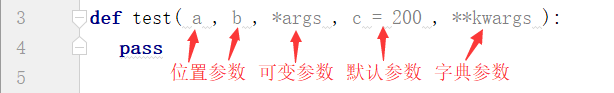 3 def test( a , b , *args , c = 200 , **kwargs ):
4 pass
5
位置参数 可变参数 默认参数 字典参数